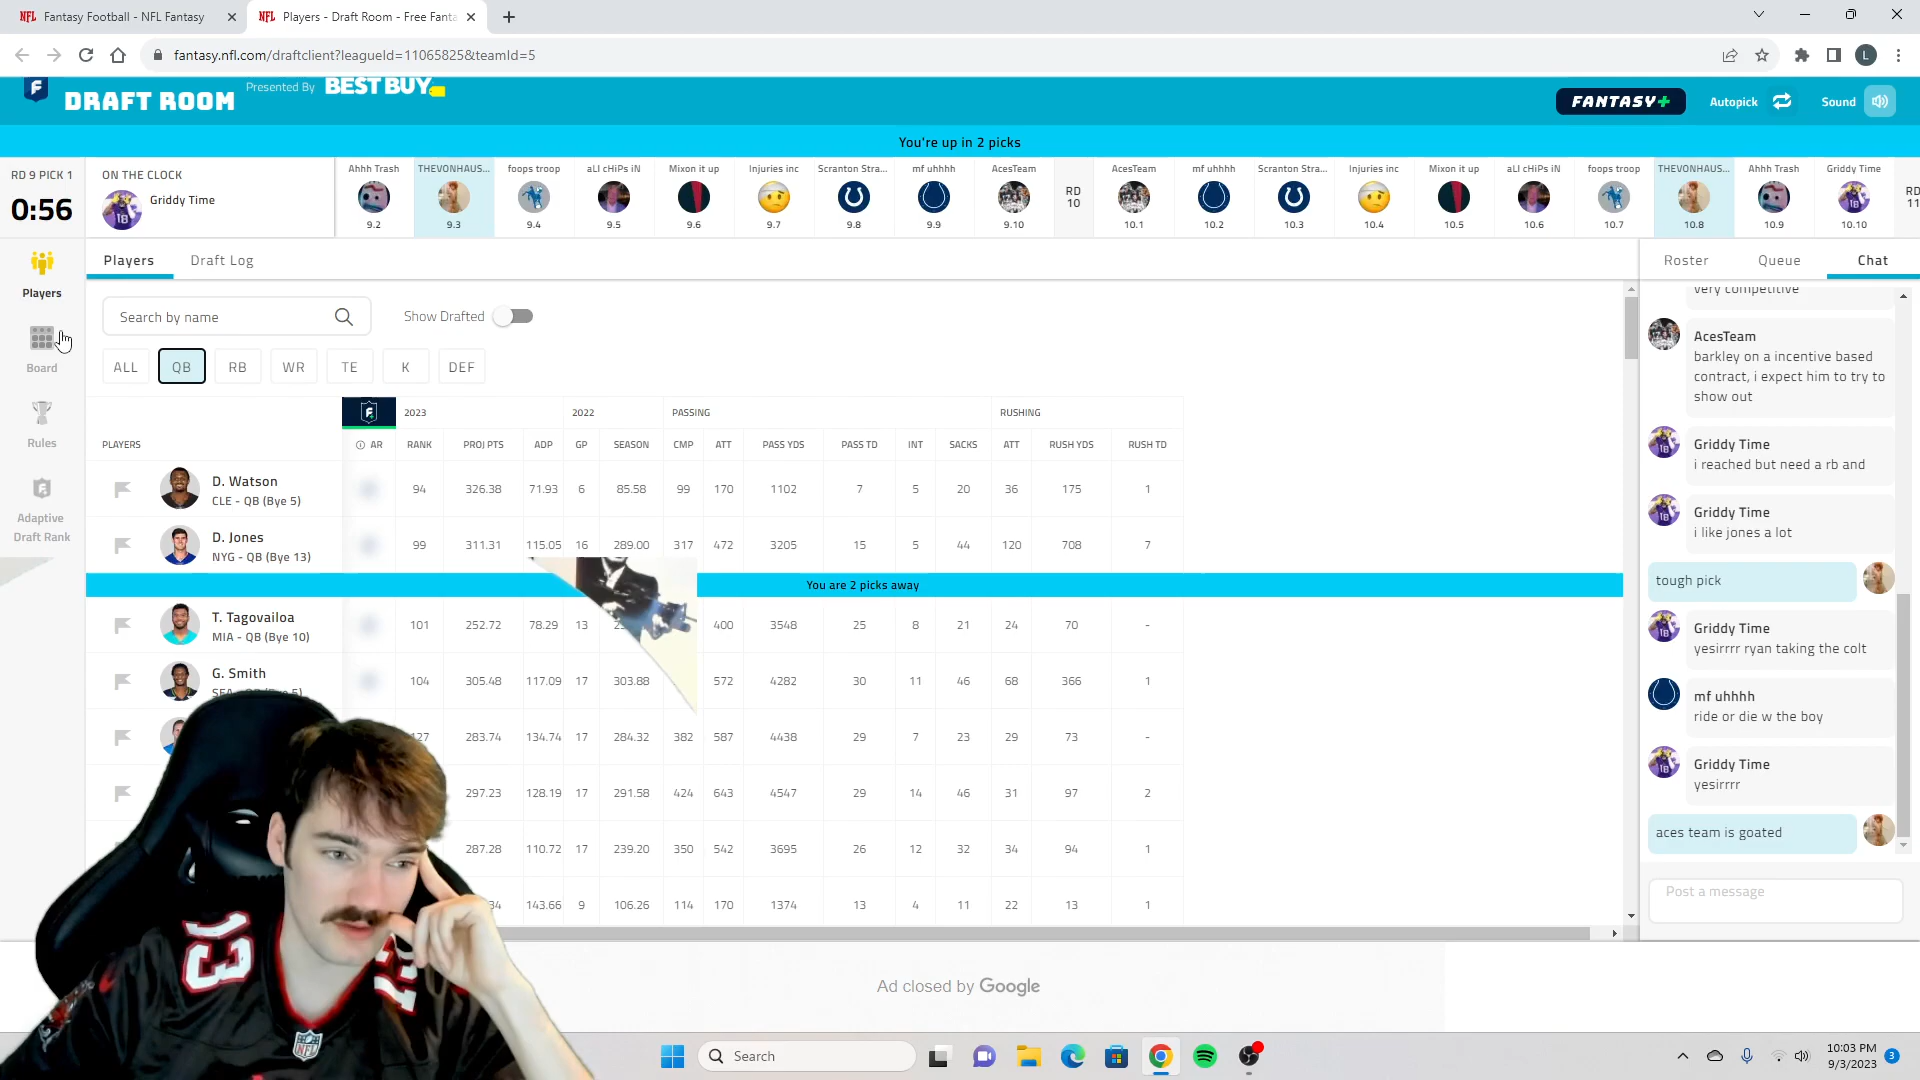 Fantasy Football - NFL Fantasy
Players - Draft Room - Free Fanta
fantasy.nfl.com/draftclient?leagueId=11065825&teamId=5
L
DRAFT ROOM
Presented By BEST BUY
FANTASY+
Autopick
Sound
You're up in 2 picks
RD 9 PICK 1
0:56
ON THE CLOCK
Griddy Time
Ahhh Trash
9.2
THEVONHAUS...
9.3
foops troop
9.4
aLI cHiPs iN
9.5
Mixon it up
9.6
Injuries inc
9.7
Scranton Stra...
9.8
mf uhhhh
9.9
AcesTeam
9.10
RD
10
AcesTeam
10.1
mf uhhhh
10.2
Scranton Stra...
10.3
Injuries inc
10.4
Mixon it up
10.5
aLI cHiPs iN
10.6
foops troop
10.7
THEVONHAUS...
10.8
Ahhh Trash
10.9
Griddy Time
10.10
RD
11
Players
Board
Rules
Adaptive
Draft Rank
Players
Draft Log
Search by name
Show Drafted
ALL QB RB WR TE K DEF
2023 2022 PASSING RUSHING
PLAYERS AR RANK PROJ PTS ADP GP SEASON CMP ATT PASS YDS PASS TD INT SACKS ATT RUSH YDS RUSH TD
D. Watson
CLE - QB (Bye 5)
94 326.38 71.93 6 85.58 99 170 1102 7 5 20 36 175 1
D. Jones
NYG - QB (Bye 13)
99 311.31 115.05 16 289.00 317 472 3205 15 5 44 120 708 7
You are 2 picks away
T. Tagovailoa
MIA - QB (Bye 10)
101 252.72 78.29 13 400 3548 25 8 21 24 70 -
G. Smith
104 305.48 117.09 17 303.88 572 4282 30 11 46 68 366 1
283.74 134.74 17 284.32 382 587 4438 29 7 23 29 73 -
297.23 128.19 17 291.58 424 643 4547 29 14 46 31 97 2
287.28 110.72 17 239.20 350 542 3695 26 12 32 34 94 1
143.66 9 106.26 114 170 1374 13 4 11 22 13 1
Roster
Queue
Chat
very competitive
AcesTeam
barkley on a incentive based
contract, i expect him to try to
show out
Griddy Time
i reached but need a rb and
Griddy Time
i like jones a lot
tough pick
Griddy Time
yesirrrr ryan taking the colt
mf uhhhh
ride or die w the boy
Griddy Time
yesirrrr
aces team is goated
Post a message
Ad closed by Google
13
NFL
Search
10:03 PM
9/3/2023
3